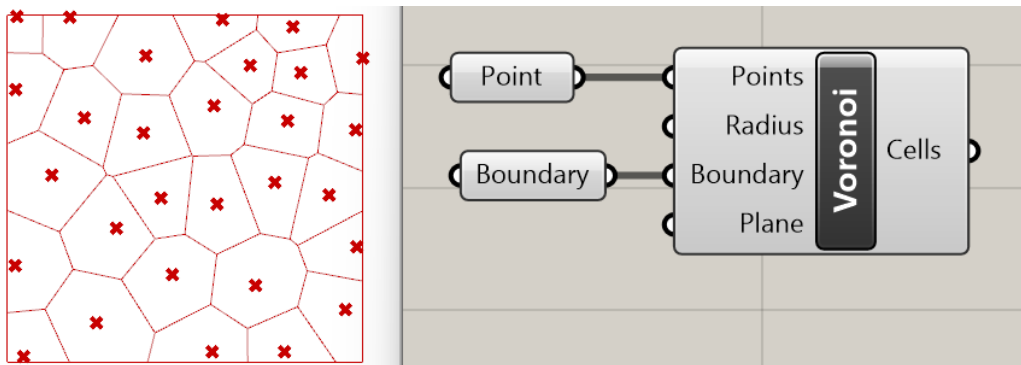 Point
Boundary
Points
Radius
Boundary
Plane
Voronoi
Cells